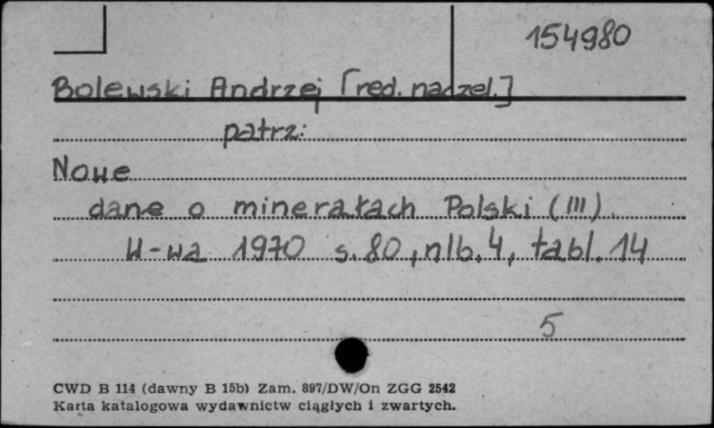 154980
Bolewski Andrzej [red. naczel.]
patrz:
Nowe
dane o minerałach Polski (III).
W-wa 1970 s. 80, nlb. 4, tabl. 14
5
CWD B 114 (dawny B 15b) Zam. 897/DW/On ZGG 2542
Karta katalogowa wydawnictw ciągłych i zwartych.